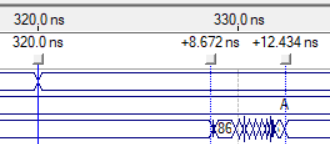 320,0 ns 330,0 ns
320.0 ns +8.672 ns +12.434 ns
A
86